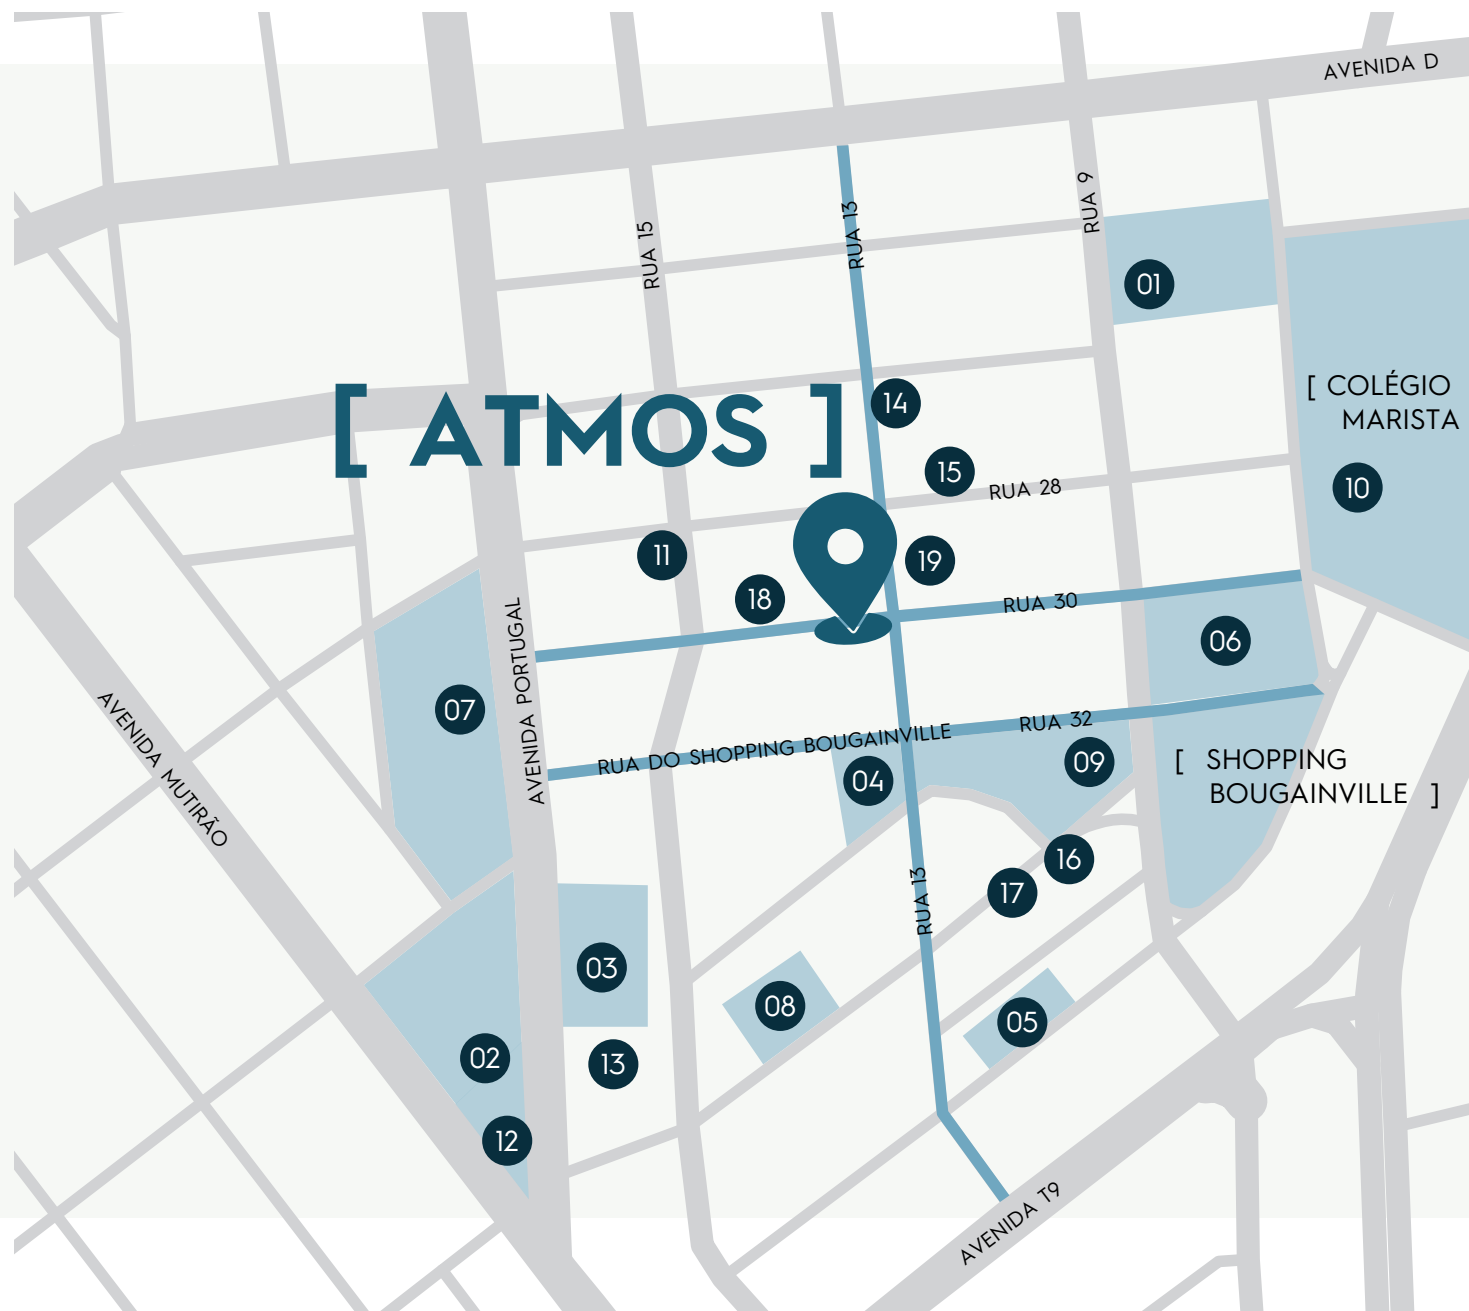 AVENIDA D
RUA 9
RUA 13
RUA 15
01
[ COLÉGIO
MARISTA
[ ATMOS ]
14
15
RUA 28
10
11
19
18
RUA 30
06
AVENIDA PORTUGAL
07
AVENIDA MUTIRÃO
RUA DO SHOPPING BOUGAINVILLE
RUA 32
04
09
[ SHOPPING
BOUGAINVILLE ]
16
17
RUA 13
03
08
05
02
13
12
AVENIDA T9